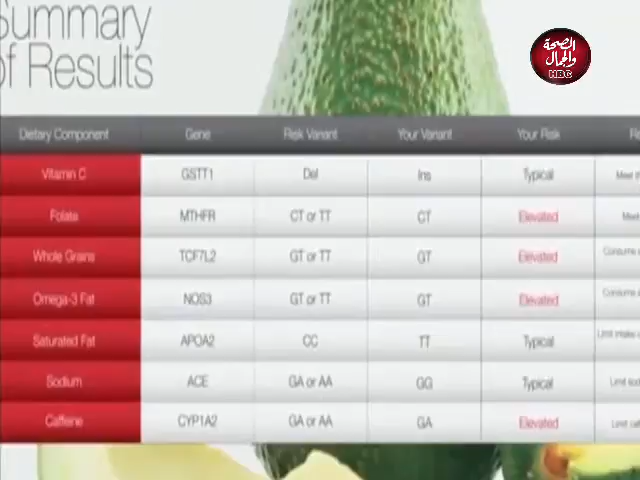 Summary
of Results
الصحة
والجمال
HBC
Dietary Component Gene Risk Variant Your Variant Your Risk
Vitamin C GSTT1 Del Ins Typical
Folate MTHFR CT or TT CT Elevated
Whole Grains TCF7L2 GT or TT GT Elevated
Omega-3 Fat NOS3 GT or TT GT Elevated
Saturated Fat APOA2 CC TT Typical
Sodium ACE GA or AA GG Typical
Caffeine CYP1A2 GA or AA GA Elevated